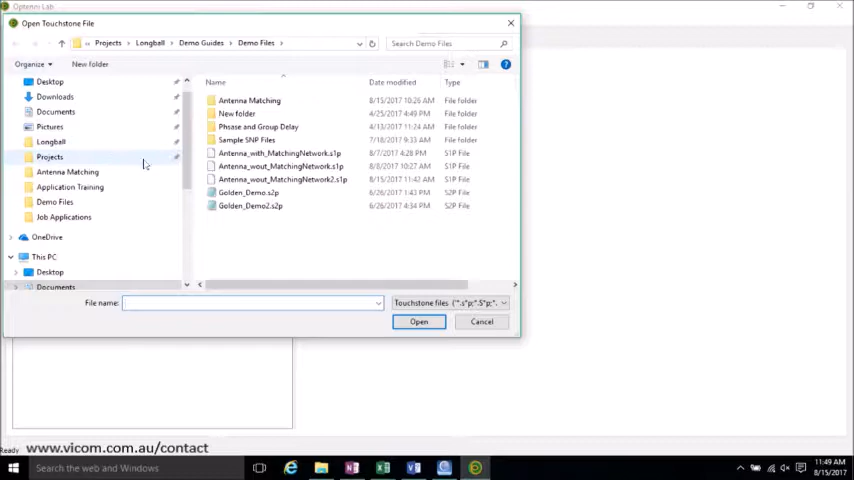 Optenni Lab
Open Touchstone File
Projects > Longball > Demo Guides > Demo Files >
Search Demo Files
Organize
New folder
Desktop
Downloads
Documents
Pictures
Longball
Projects
Antenna Matching
Application Training
Demo Files
Job Applications
OneDrive
This PC
Desktop
Documents
Name Date modified Type
Antenna Matching 8/15/2017 10:26 AM File folder
New folder 4/25/2017 4:49 PM File folder
Phrase and Group Delay 4/13/2017 11:24 AM File folder
Sample SNP Files 7/18/2017 9:33 AM File folder
Antenna_with_MatchingNetwork.s1p 8/7/2017 4:28 PM S1P File
Antenna_wout_MatchingNetwork.s1p 8/8/2017 10:27 AM S1P File
Antenna_wout_MatchingNetwork2.s1p 8/15/2017 11:42 AM S1P File
Golden_Demo.s2p 6/26/2017 1:43 PM S2P File
Golden_Demo2.s2p 6/26/2017 4:34 PM S2P File
File name:
Touchstone files (*.s*p;*.S*p;*.
Open Cancel
Ready
www.vicom.com.au/contact
Search the web and Windows
11:49 AM
8/15/2017